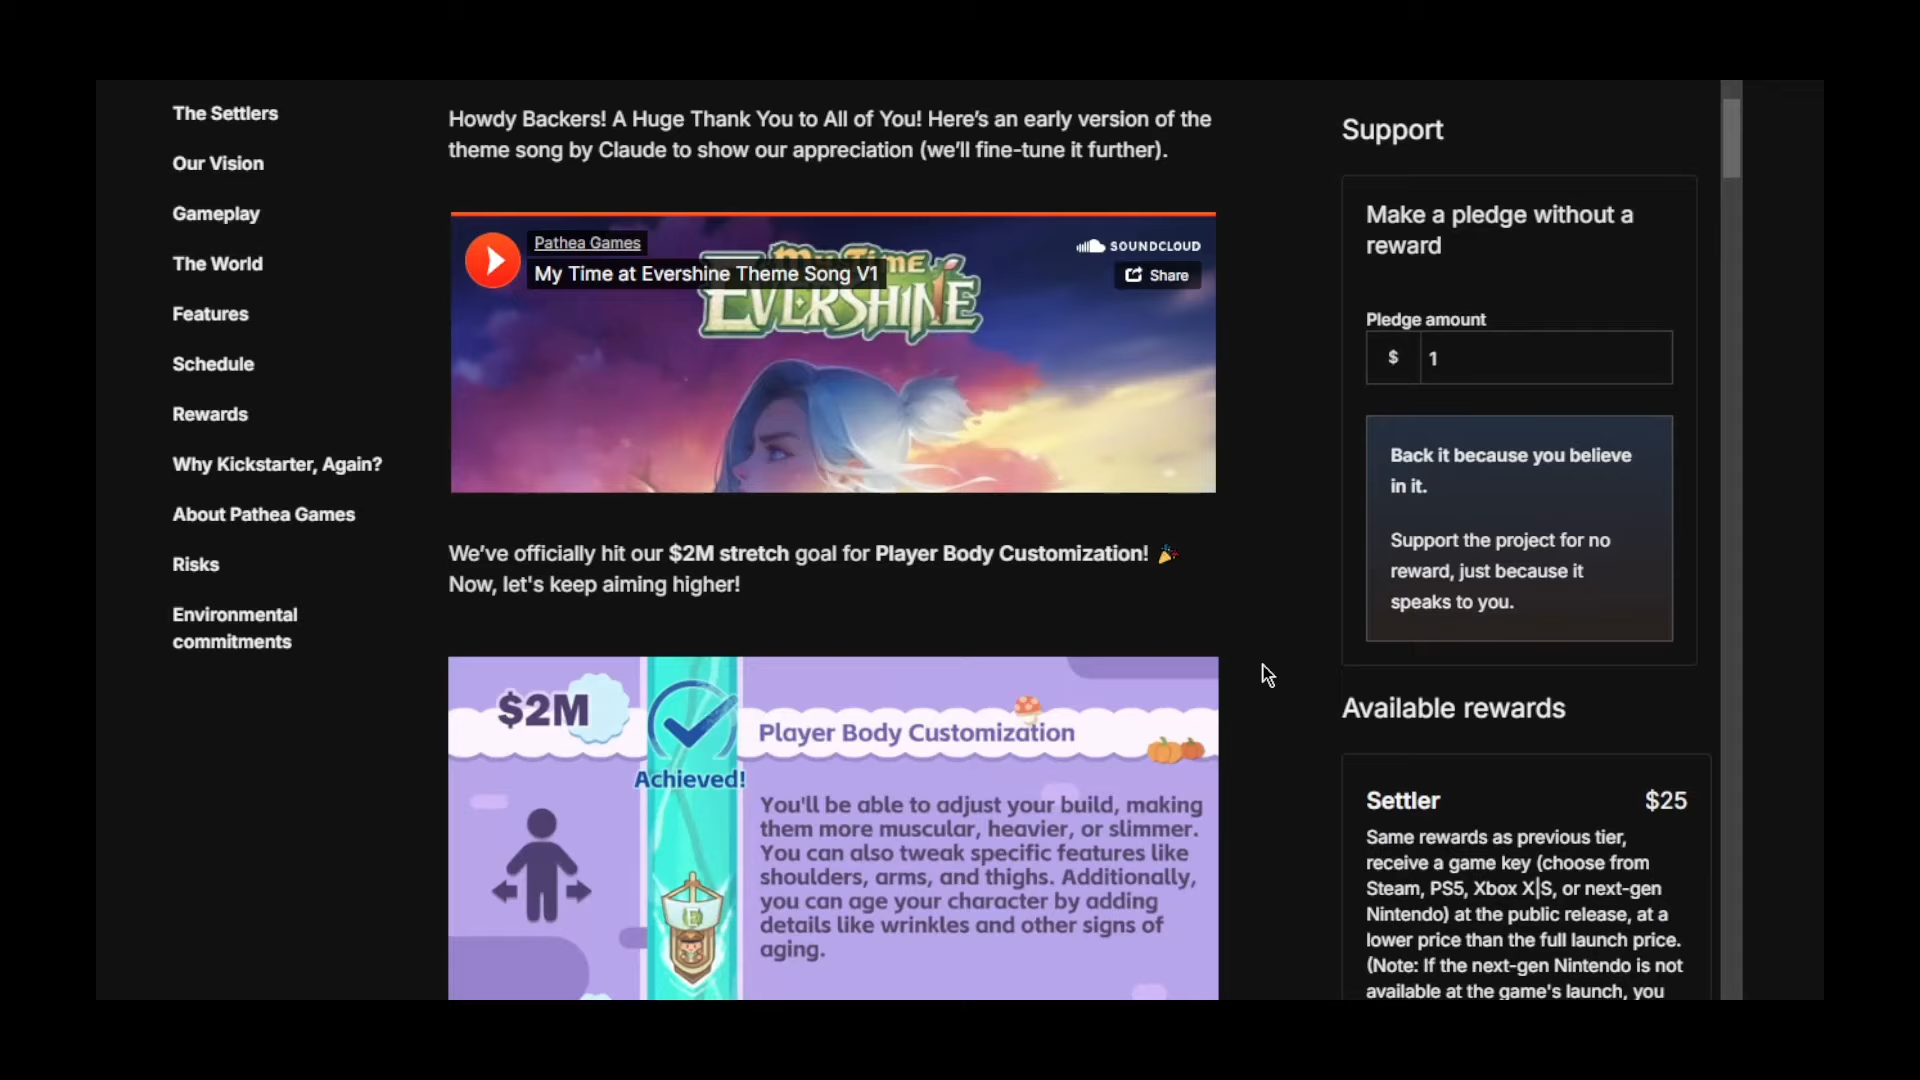 The Settlers
Our Vision
Gameplay
The World
Features
Schedule
Rewards
Why Kickstarter, Again?
About Pathea Games
Risks
Environmental
commitments
Howdy Backers! A Huge Thank You to All of You! Here’s an early version of the
theme song by Claude to show our appreciation (we’ll fine-tune it further).
Pathea Games
My Time at Evershine Theme Song V1
SOUNDCLOUD
Share
My TIME
EVERSHINE
We’ve officially hit our $2M stretch goal for Player Body Customization! 🎉
Now, let's keep aiming higher!
$2M
Achieved!
Player Body Customization
You'll be able to adjust your build, making
them more muscular, heavier, or slimmer.
You can also tweak specific features like
shoulders, arms, and thighs. Additionally,
you can age your character by adding
details like wrinkles and other signs of
aging.
Support
Make a pledge without a
reward
Pledge amount
$ 1
Back it because you believe
in it.
Support the project for no
reward, just because it
speaks to you.
Available rewards
Settler $25
Same rewards as previous tier,
receive a game key (choose from
Steam, PS5, Xbox X|S, or next-gen
Nintendo) at the public release, at a
lower price than the full launch price.
(Note: If the next-gen Nintendo is not
available at the game's launch, you